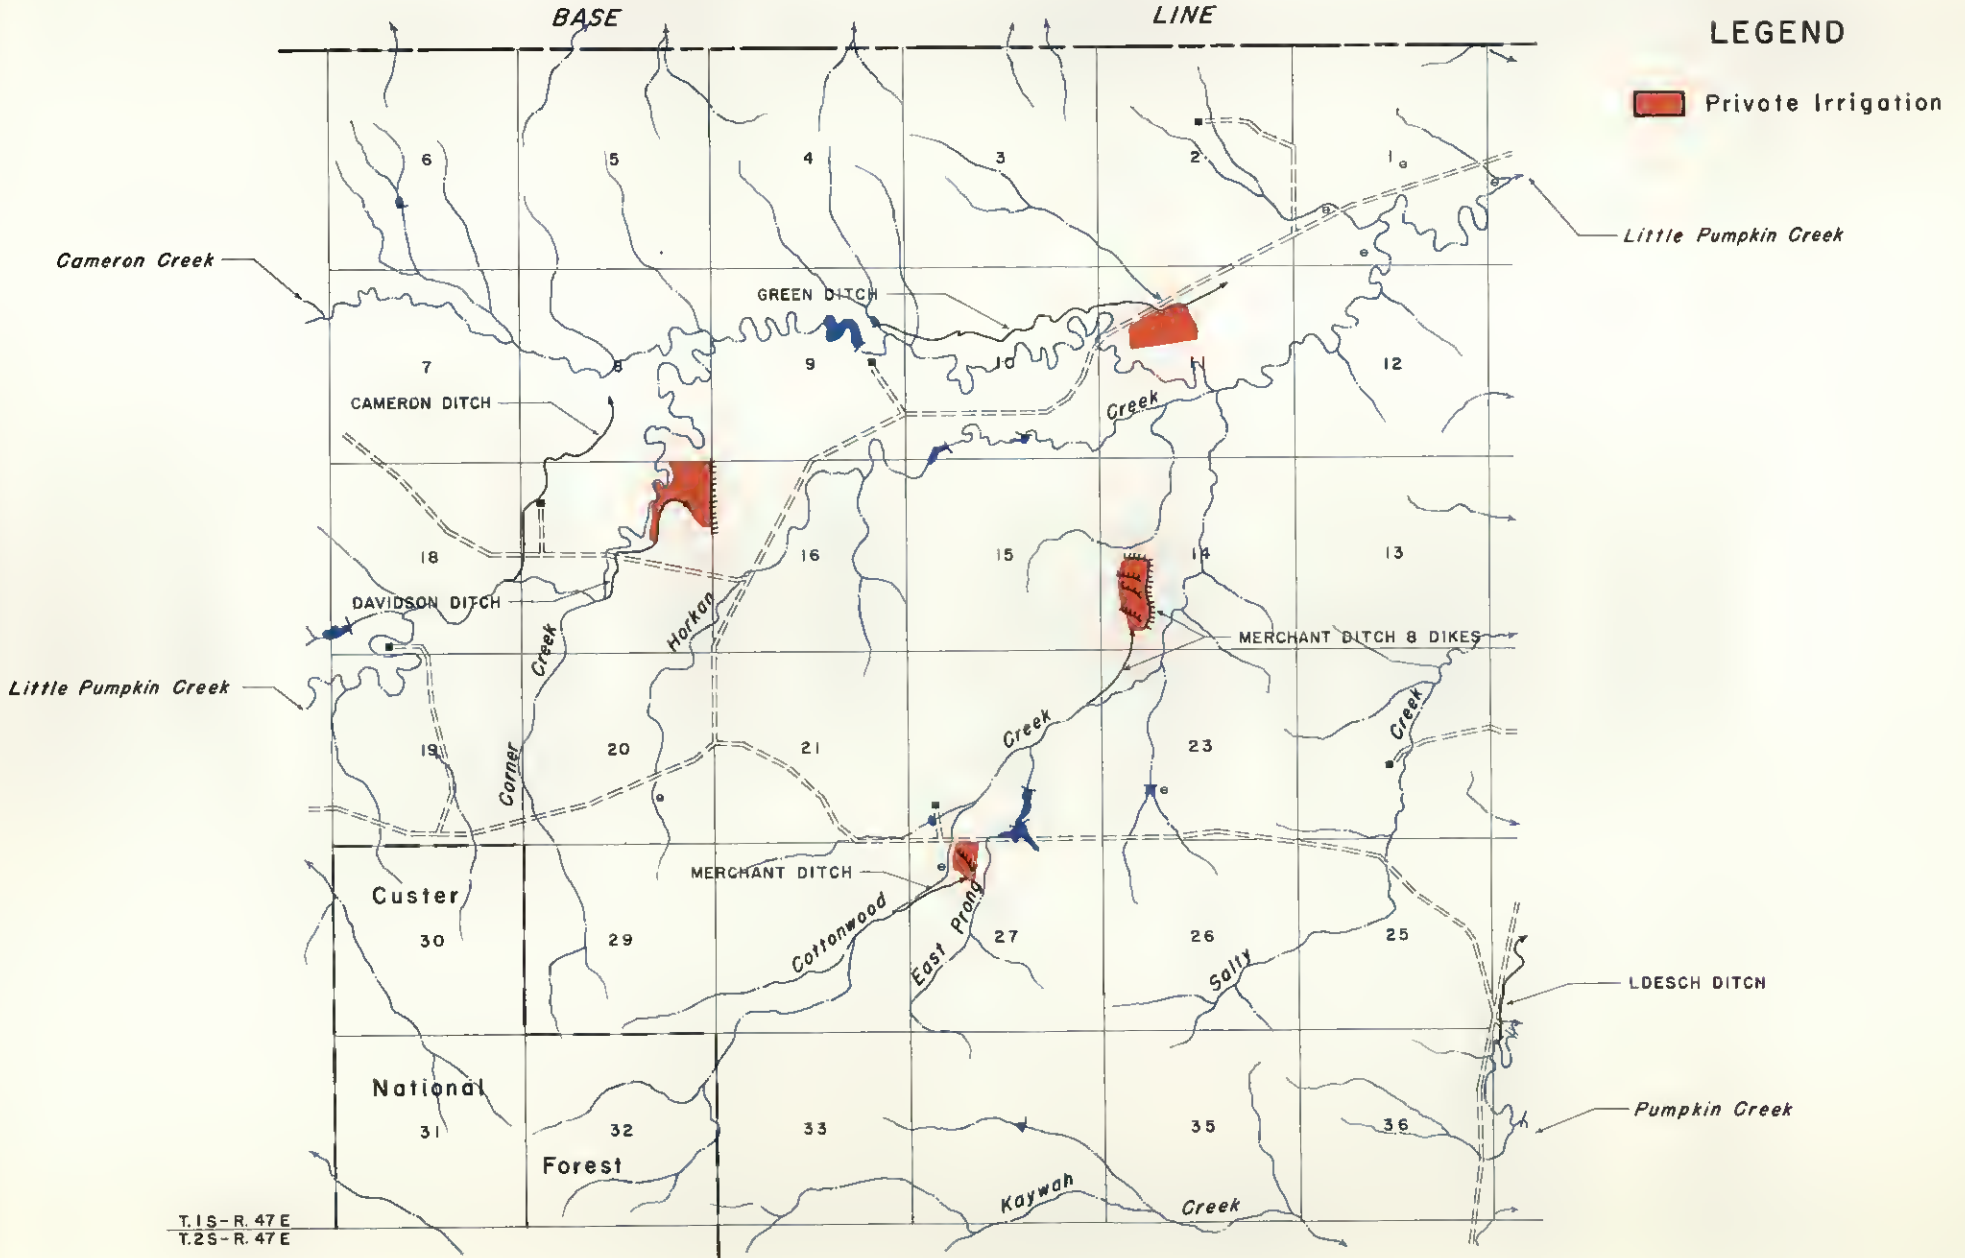 BASE LINE
LEGEND
Private Irrigation
6 5 4 3 2 1
Little Pumpkin Creek
Cameron Creek
GREEN DITCH
7 8 9 10 11 12
CAMERON DITCH
Creek
18 16 15 14 13
DAVIDSON DITCH
Horkan
Creek
MERCHANT DITCH 8 DIKES
Little Pumpkin Creek
Creek
Creek
19 20 21 23
Corner
MERCHANT DITCH
Custer
Cottonwood
East Prong
30 29 27 26 25
Salty
LOESCH DITCH
National
31 32 33 35 36
Pumpkin Creek
Forest
Kaywah Creek
T.1S-R.47E
T.2S-R.47E